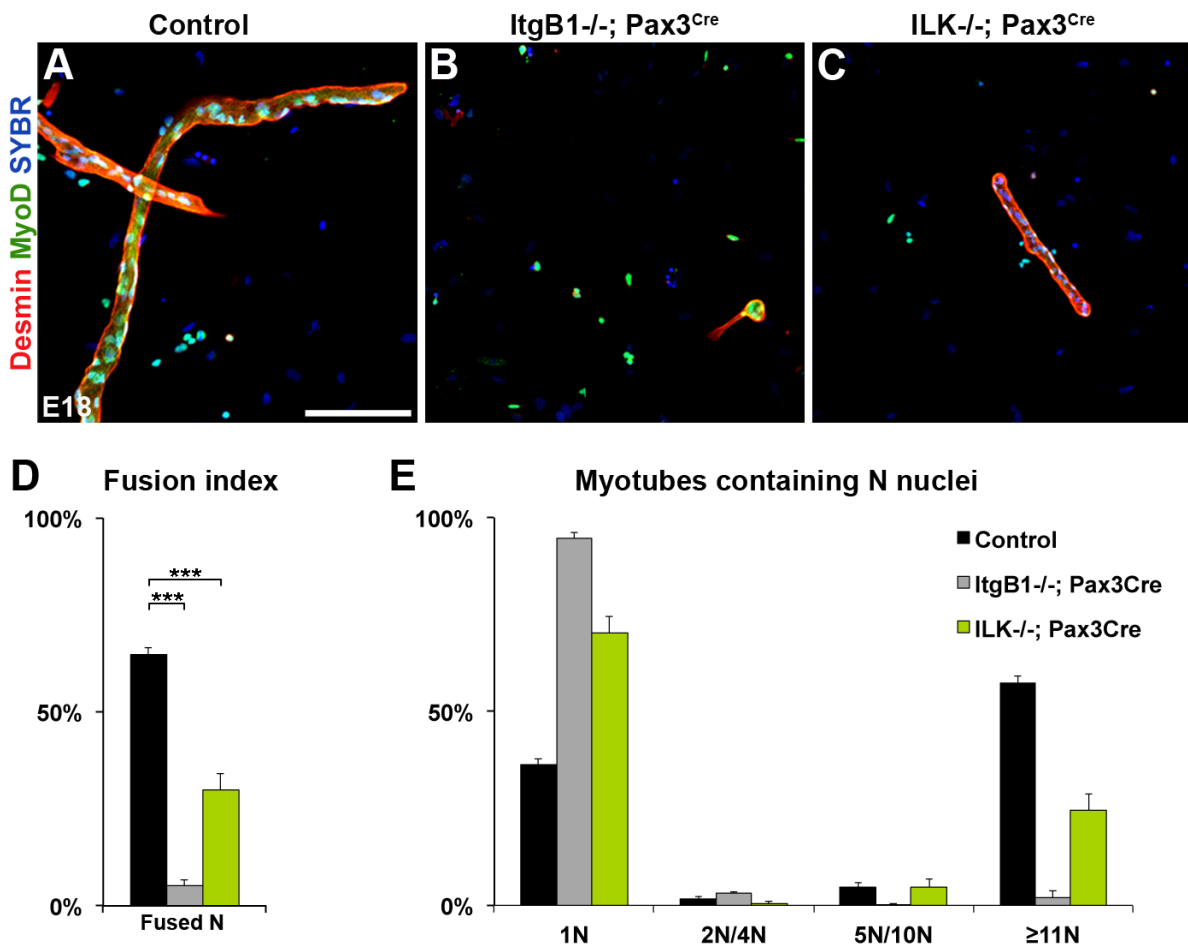 Control
ItgB1-/-; Pax3Cre
ILK-/-; Pax3Cre
Desmin MyoD SYBR
A
B
C
E18
D
Fusion index
100%
50%
0%
***
***
Fused N
E
Myotubes containing N nuclei
100%
50%
0%
Control
ItgB1-/-; Pax3Cre
ILK-/-; Pax3Cre
1N
2N/4N
5N/10N
≥11N